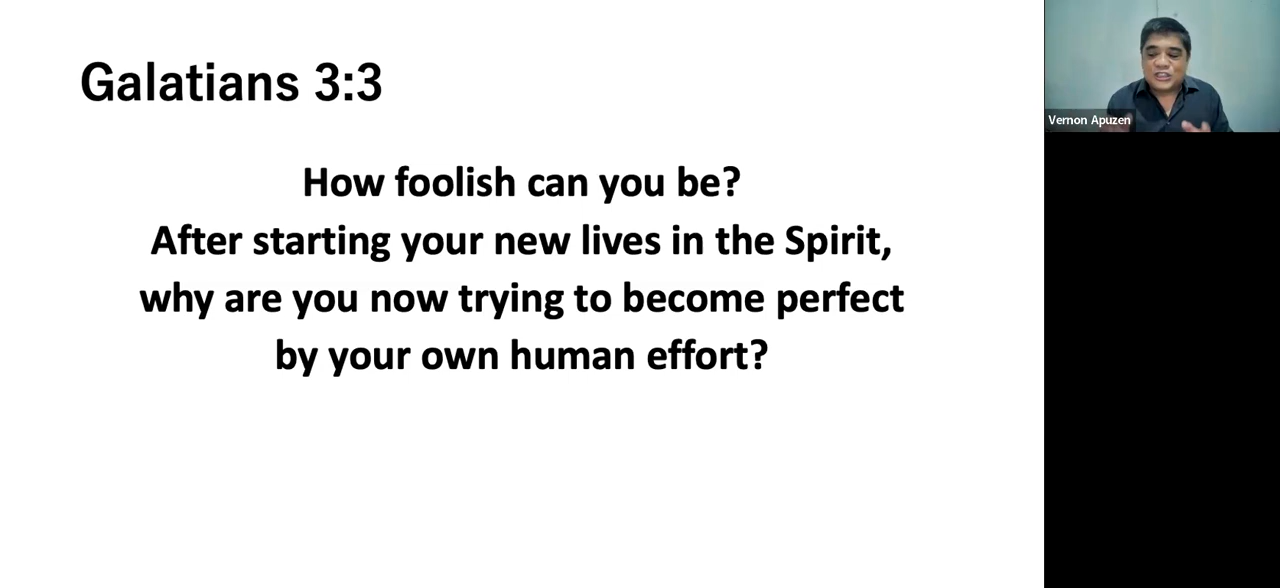 Galatians 3:3
How foolish can you be?
After starting your new lives in the Spirit,
why are you now trying to become perfect
by your own human effort?
Vernon Apuzen